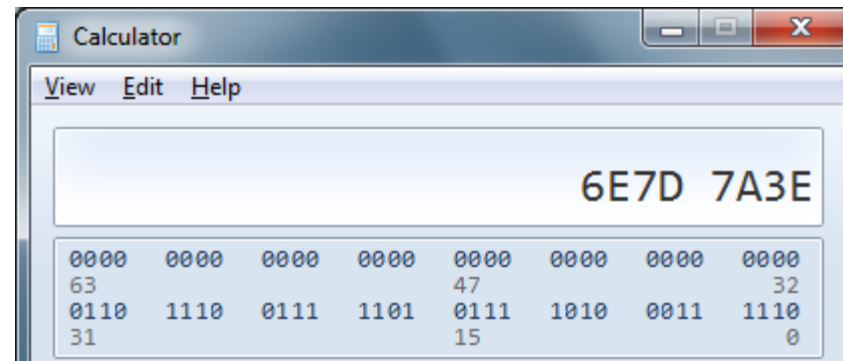 Calculator
View Edit Help
6E7D 7A3E
0000 0000 0000 0000 0000 0000 0000 0000
63 47 32
0110 1110 0111 1101 0111 1010 0011 1110
31 15 0